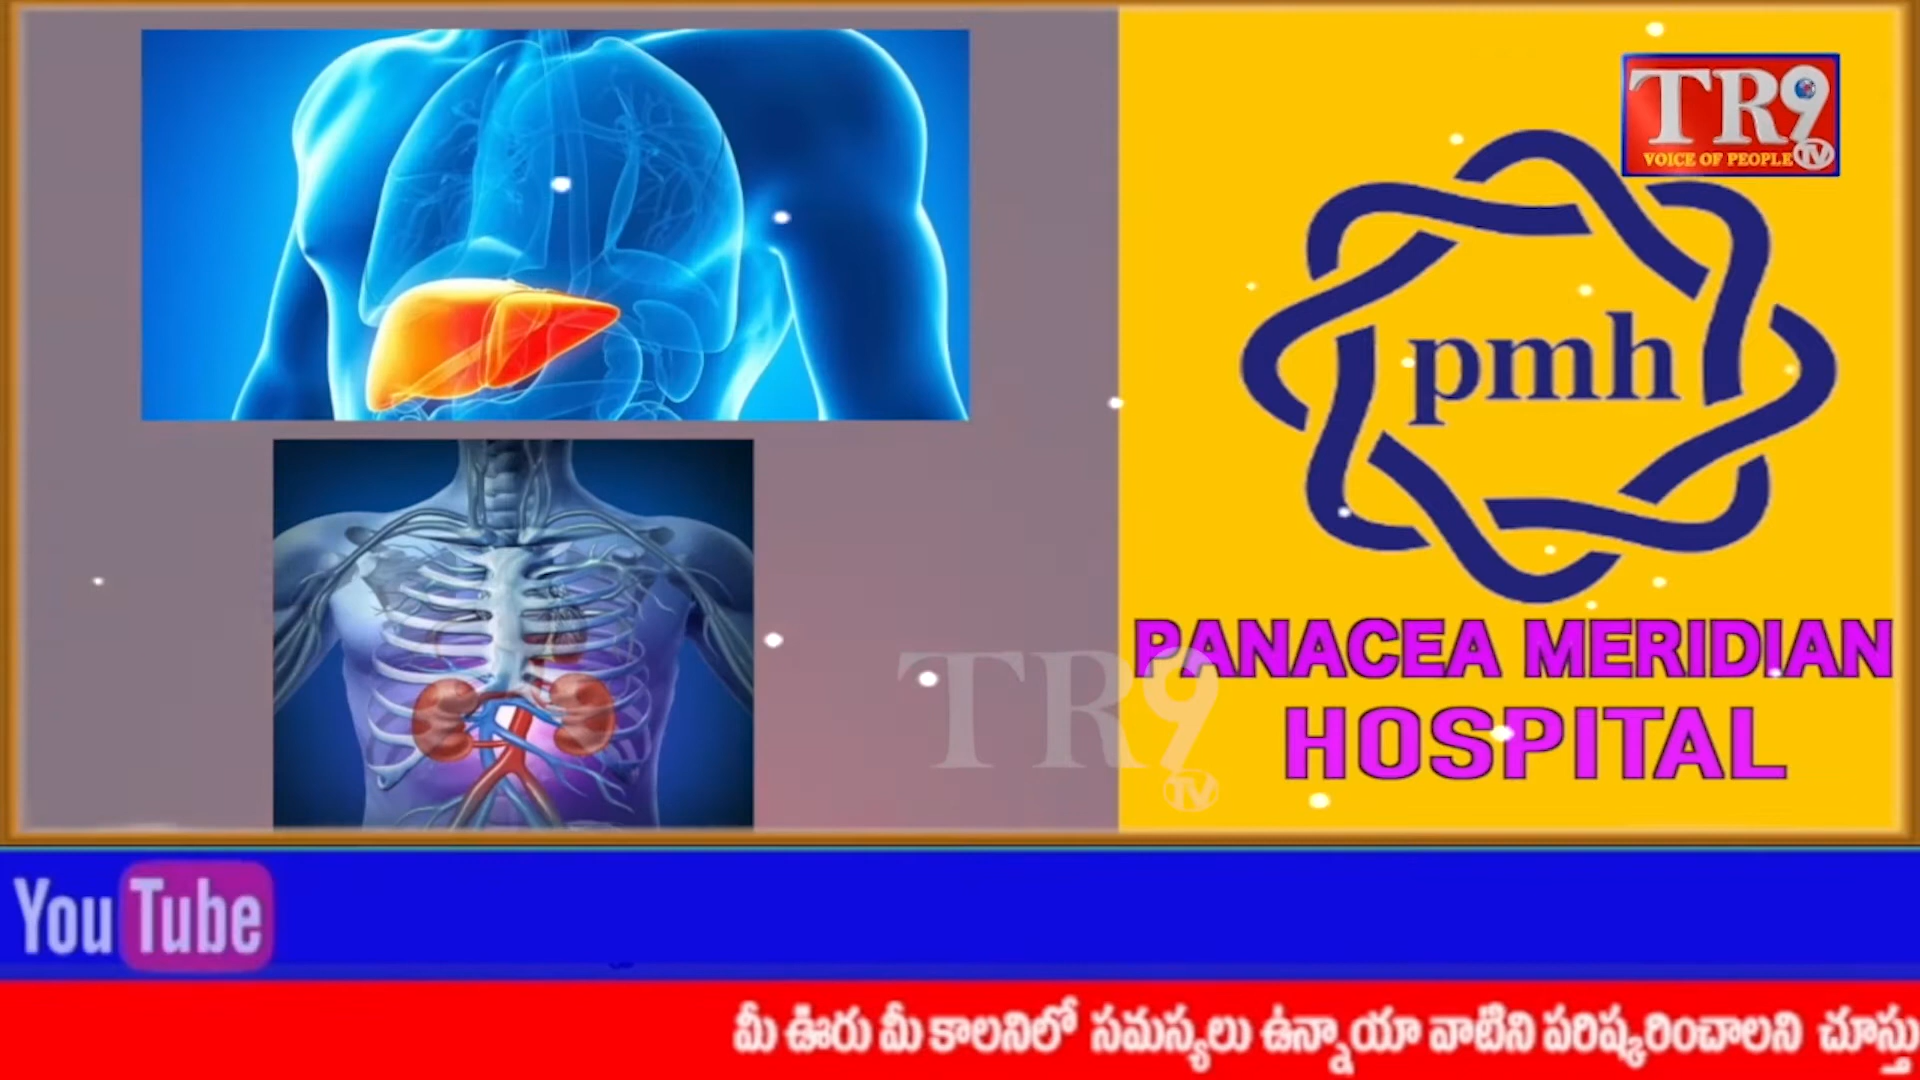 TR9
VOICE OF PEOPLE TV
pmh
PANACEA MERIDIAN
HOSPITAL
TR9
TV
You Tube
మీ ఊరు మీ కాలనిలో సమస్యలు ఉన్నాయా వాటిని పరిష్కరించాలని చూస్తు